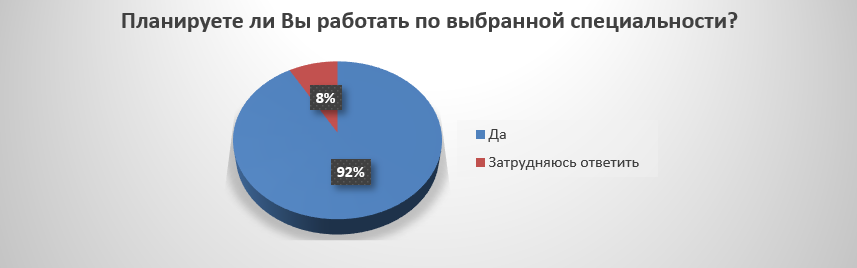 Планируете ли Вы работать по выбранной специальности?
8%
92%
Да
Затрудняюсь ответить